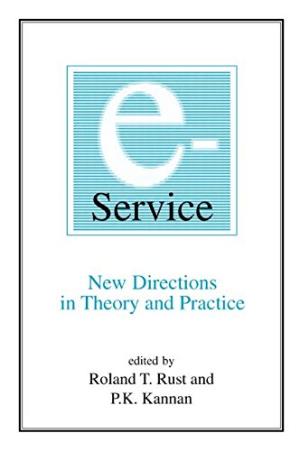 e-
Service
New Directions
in Theory and Practice
edited by
Roland T. Rust and
P.K. Kannan